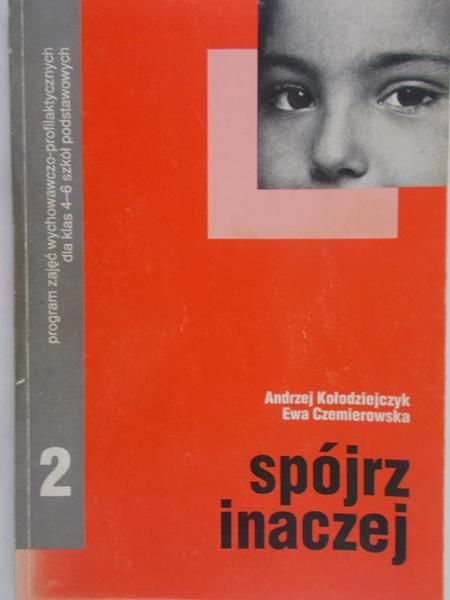 program zajęć wychowawczo-profilaktycznych
dla klas 4–6 szkół podstawowych
Andrzej Kołodziejczyk
Ewa Czemierowska
2
spójrz
inaczej